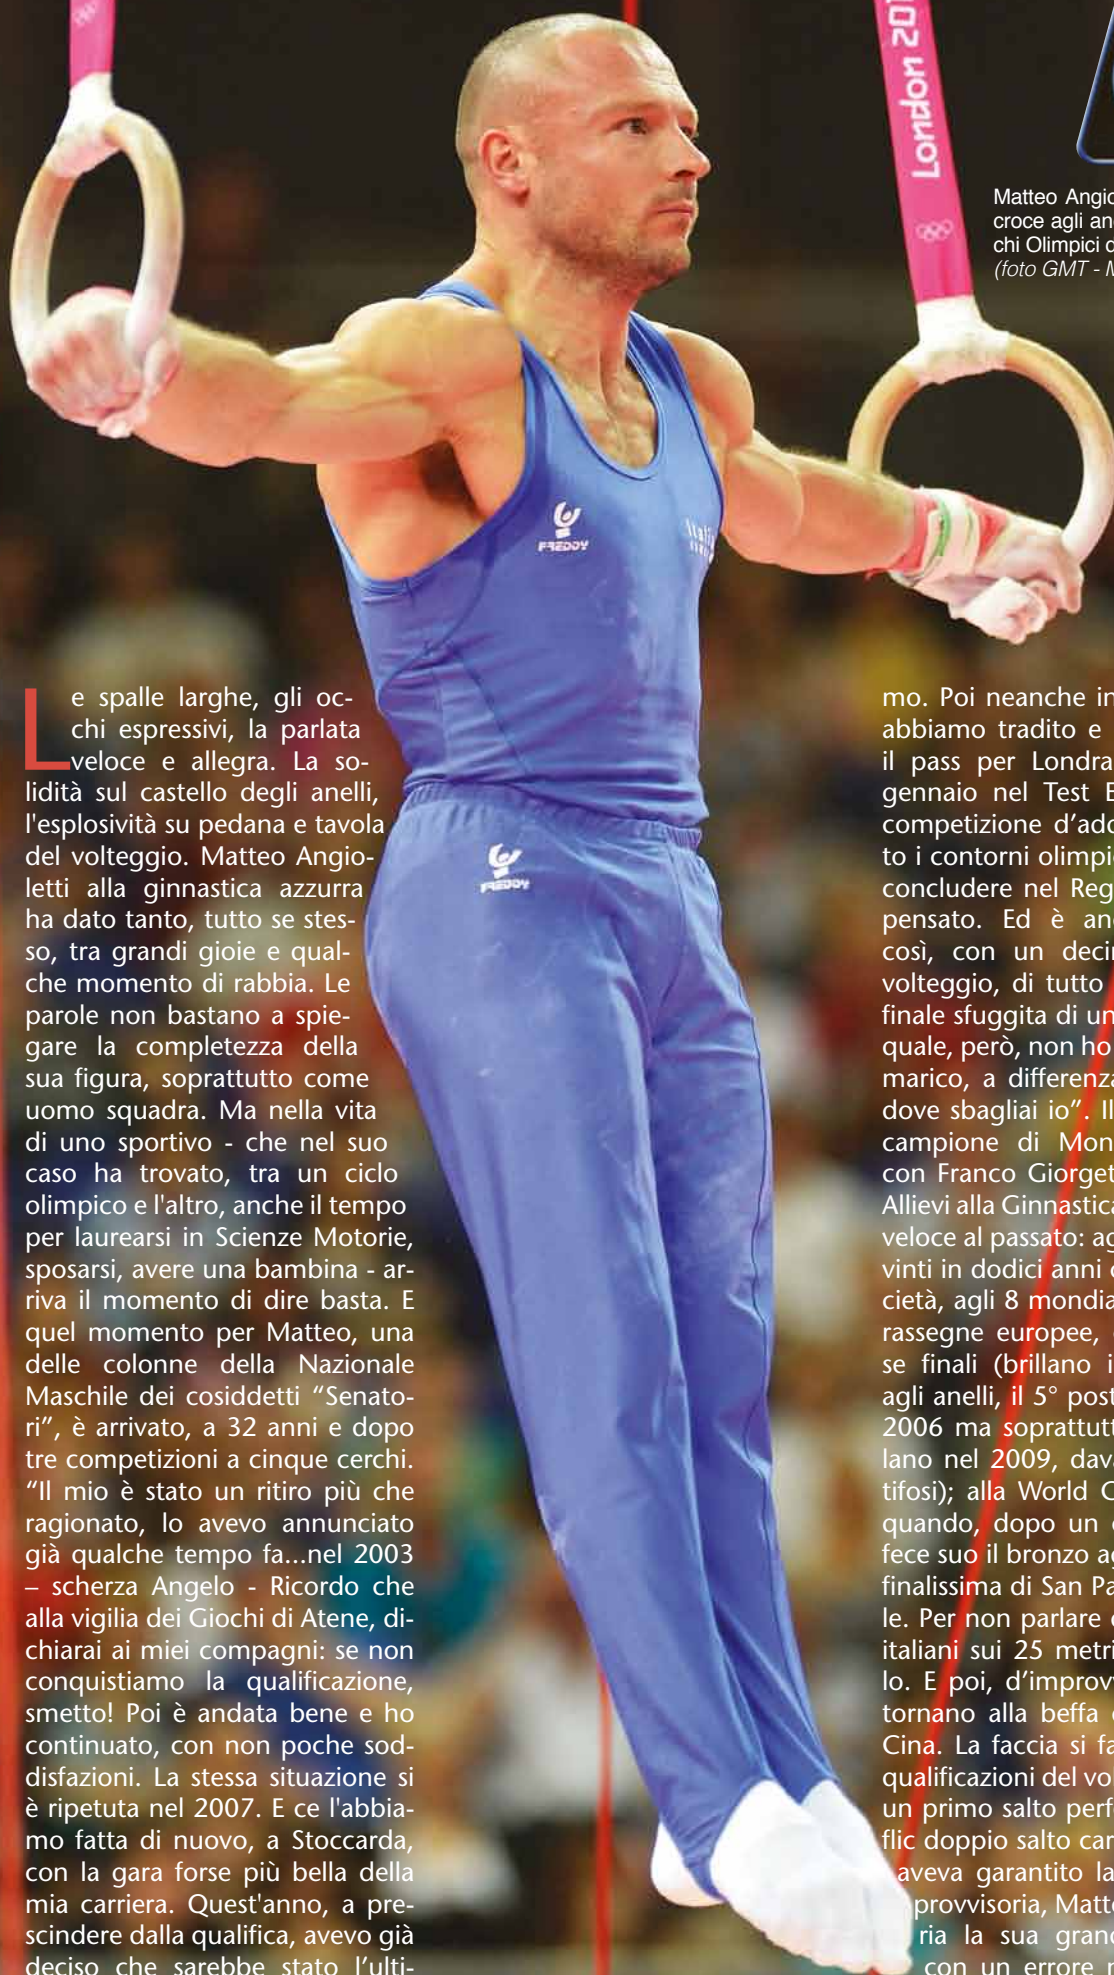 London 201
Matteo Angio
croce agli an
chi Olimpici d
(foto GMT - M
FREDDY
FREDDY
Le spalle larghe, gli oc-
chi espressivi, la parlata
veloce e allegra. La so-
lidità sul castello degli anelli,
l'esplosività su pedana e tavola
del volteggio. Matteo Angio-
letti alla ginnastica azzurra
ha dato tanto, tutto se stes-
so, tra grandi gioie e qual-
che momento di rabbia. Le
parole non bastano a spie-
gare la completezza della
sua figura, soprattutto come
uomo squadra. Ma nella vita
di uno sportivo - che nel suo
caso ha trovato, tra un ciclo
olimpico e l'altro, anche il tempo
per laurearsi in Scienze Motorie,
sposarsi, avere una bambina - ar-
riva il momento di dire basta. E
quel momento per Matteo, una
delle colonne della Nazionale
Maschile dei cosiddetti “Senato-
ri”, è arrivato, a 32 anni e dopo
tre competizioni a cinque cerchi.
“Il mio è stato un ritiro più che
ragionato, lo avevo annunciato
già qualche tempo fa...nel 2003
– scherza Angelo - Ricordo che
alla vigilia dei Giochi di Atene, di-
chiarai ai miei compagni: se non
conquistiamo la qualificazione,
smetto! Poi è andata bene e ho
continuato, con non poche sod-
disfazioni. La stessa situazione si
è ripetuta nel 2007. E ce l'abbia-
mo fatta di nuovo, a Stoccarda,
con la gara forse più bella della
mia carriera. Quest'anno, a pre-
scindere dalla qualifica, avevo già
deciso che sarebbe stato l’ulti-
mo. Poi neanche in
abbiamo tradito e
il pass per Londra
gennaio nel Test E
competizione d’add
to i contorni olimpic
concludere nel Reg
pensato. Ed è an
così, con un decin
volteggio, di tutto
finale sfuggita di un
quale, però, non ho
marico, a differenza
dove sbagliai io”. Il
campione di Mon
con Franco Giorget
Allievi alla Ginnastica
veloce al passato: ag
vinti in dodici anni
cietà, agli 8 mondia
rassegne europee,
se finali (brillano i
agli anelli, il 5° post
2006 ma soprattutt
lano nel 2009, dava
tifosi); alla World C
quando, dopo un
fece suo il bronzo ag
finalissima di San Pa
le. Per non parlare
italiani sui 25 metri
lo. E poi, d’improvv
tornano alla beffa
Cina. La faccia si fa
qualificazioni del vol
un primo salto perf
flic doppio salto car
aveva garantito la
provvisoria, Matt
ria la sua grand
con un errore